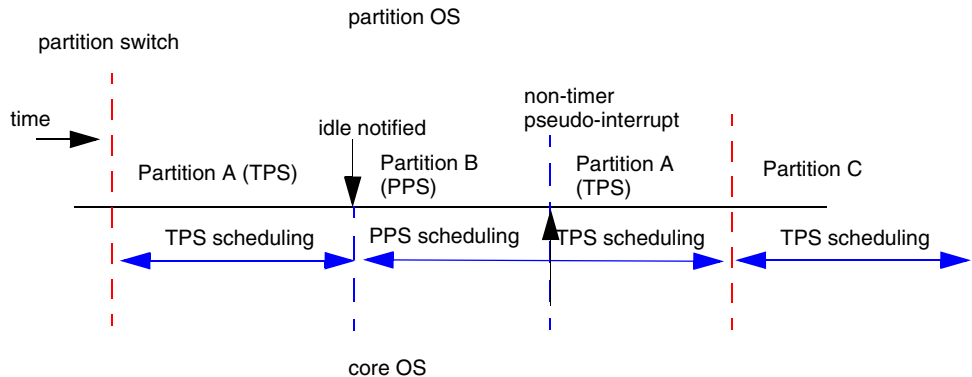 partition OS
partition switch
time
idle notified
non-timer
pseudo-interrupt
Partition A (TPS)
Partition B
(PPS)
Partition A
(TPS)
Partition C
TPS scheduling
PPS scheduling
TPS scheduling
TPS scheduling
core OS